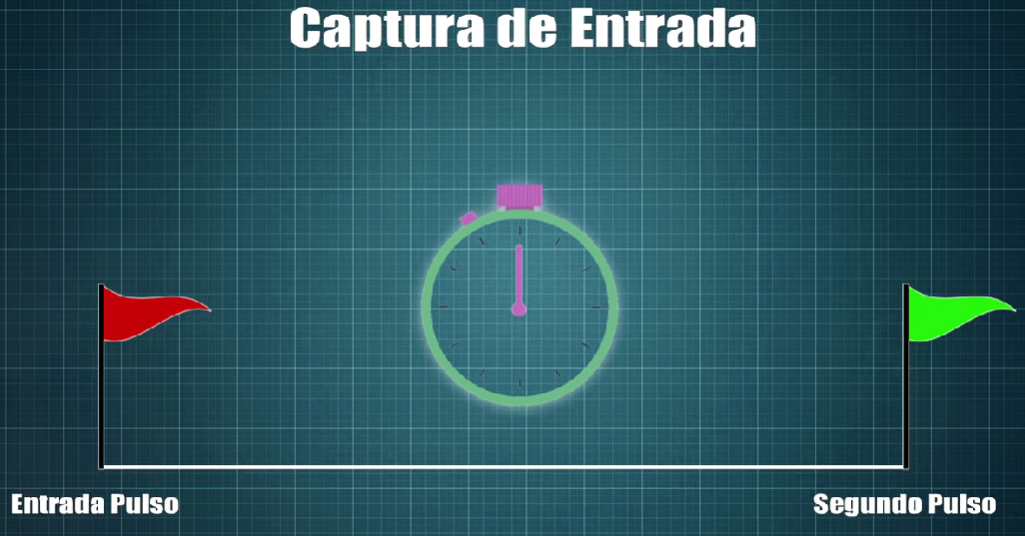 Captura de Entrada
Entrada Pulso
Segundo Pulso